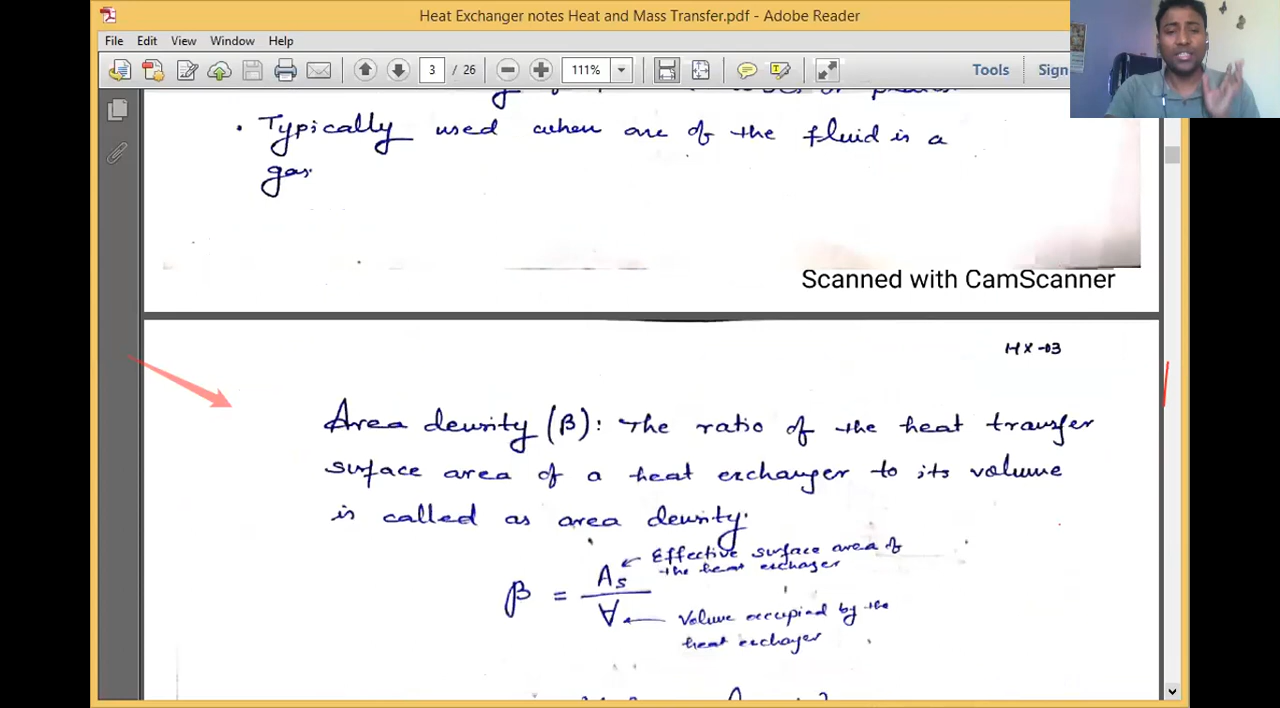 Heat Exchanger notes Heat and Mass Transfer.pdf - Adobe Reader
File Edit View Window Help
3 / 26 111% Tools Sign
• Typically used when one of the fluid is a
gas.
Scanned with CamScanner
HX-03
Area density (β): The ratio of the heat transfer
surface area of a heat exchanger to its volume
is called as area density.
Effective surface area of
the heat exchager
β = As / V
Volume occupied by the
heat exchager